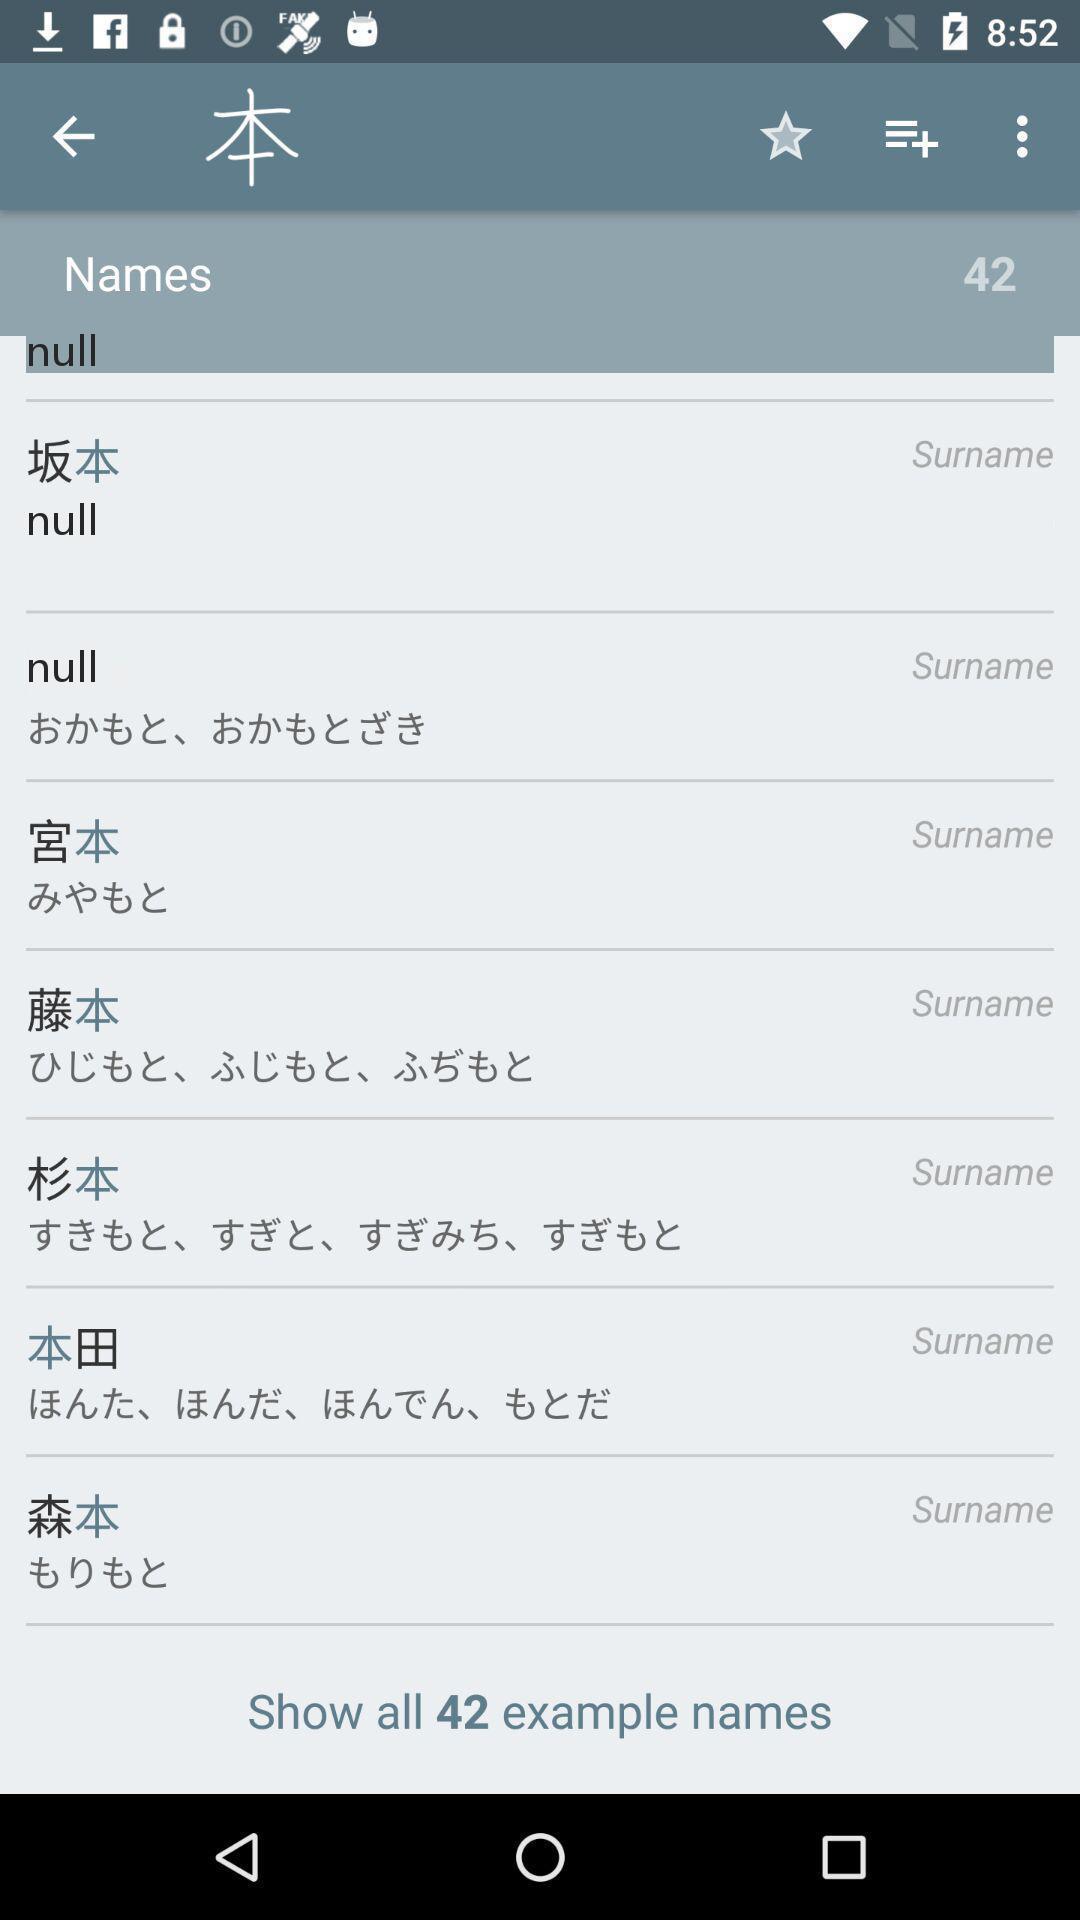 FAKE
8:52
本
Names 42
null
坂本 Surname
null
null Surname
おかもと、おかもとざき
宮本 Surname
みやもと
藤本 Surname
ひじもと、ふじもと、ふぢもと
杉本 Surname
すきもと、すぎと、すぎみち、すぎもと
本田 Surname
ほんた、ほんだ、ほんでん、もとだ
森本 Surname
もりもと
Show all 42 example names